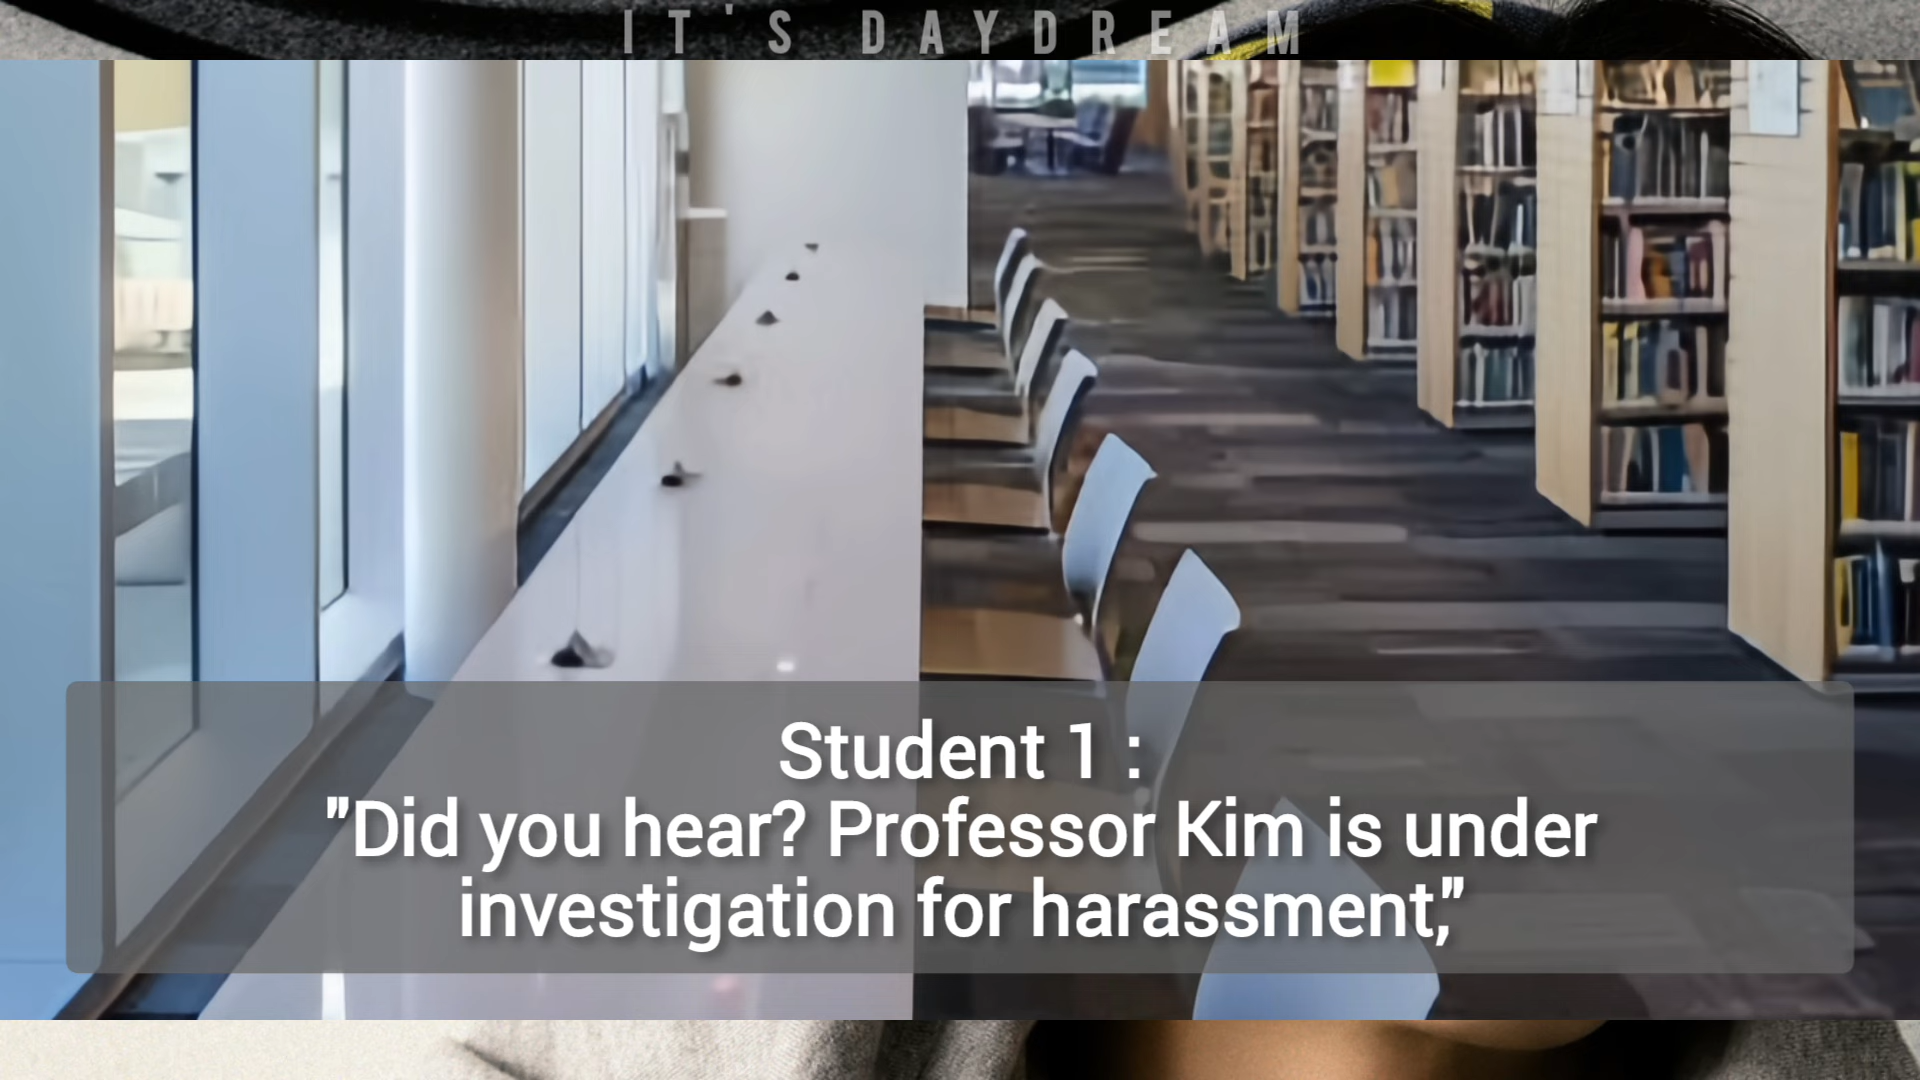 IT'S DAYDREAM
Student 1 :
"Did you hear? Professor Kim is under
investigation for harassment,"